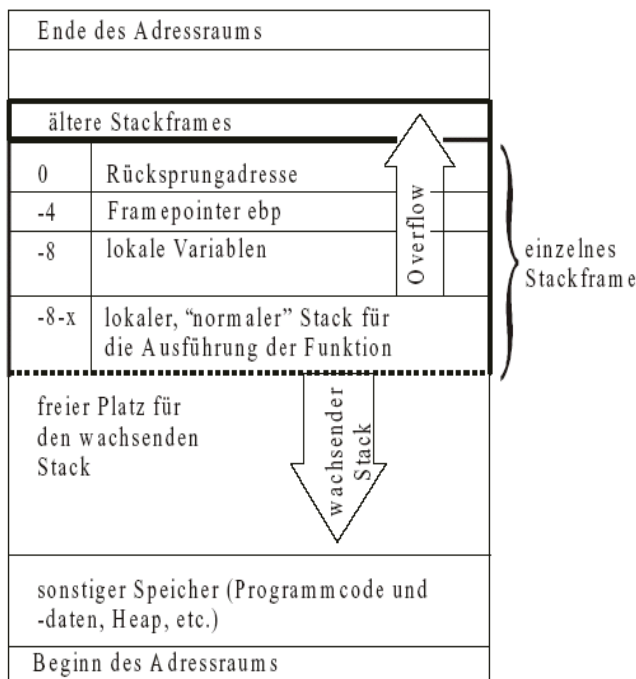 Ende des Adressraums
ältere Stackframes
0 Rücksprungadresse
-4 Framepointer ebp
-8 lokale Variablen
Overflow
einzelnes
Stackframe
-8-x lokaler, “normaler” Stack für
die Ausführung der Funktion
freier Platz für
den wachsenden
Stack
wachsender
Stack
sonstiger Speicher (Programmcode und
-daten, Heap, etc.)
Beginn des Adressraums